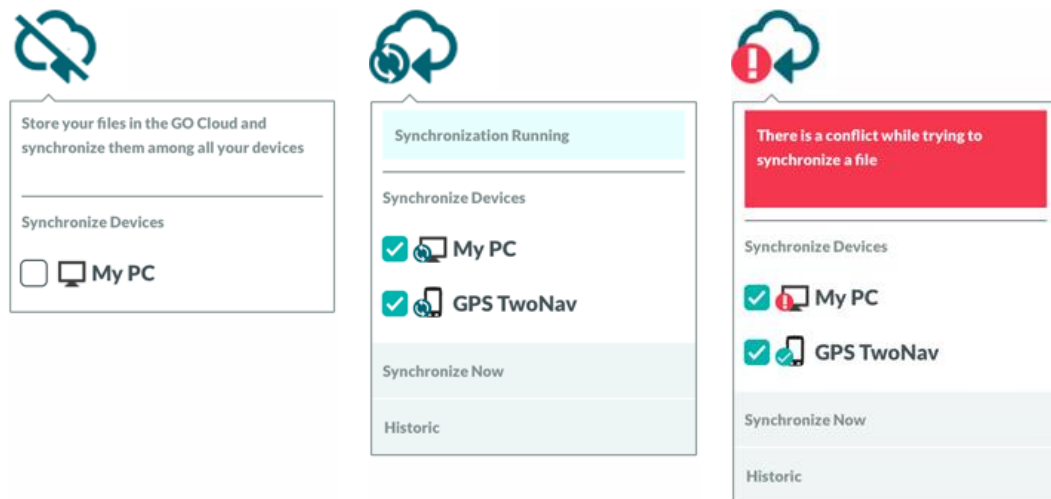 Store your files in the GO Cloud and
synchronize them among all your devices
Synchronize Devices
My PC
Synchronization Running
Synchronize Devices
My PC
GPS TwoNav
Synchronize Now
Historic
There is a conflict while trying to
synchronize a file
Synchronize Devices
My PC
GPS TwoNav
Synchronize Now
Historic